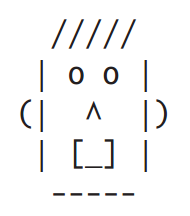 /////
 | o o |
(|  ^  |)
 | [_] |
  -----